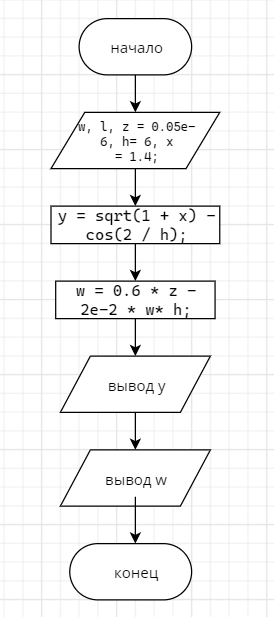 начало
w, l, z = 0.05e-
6, h= 6, x
= 1.4;
y = sqrt(1 + x) -
cos(2 / h);
w = 0.6 * z -
2e-2 * w* h;
вывод y
вывод w
конец